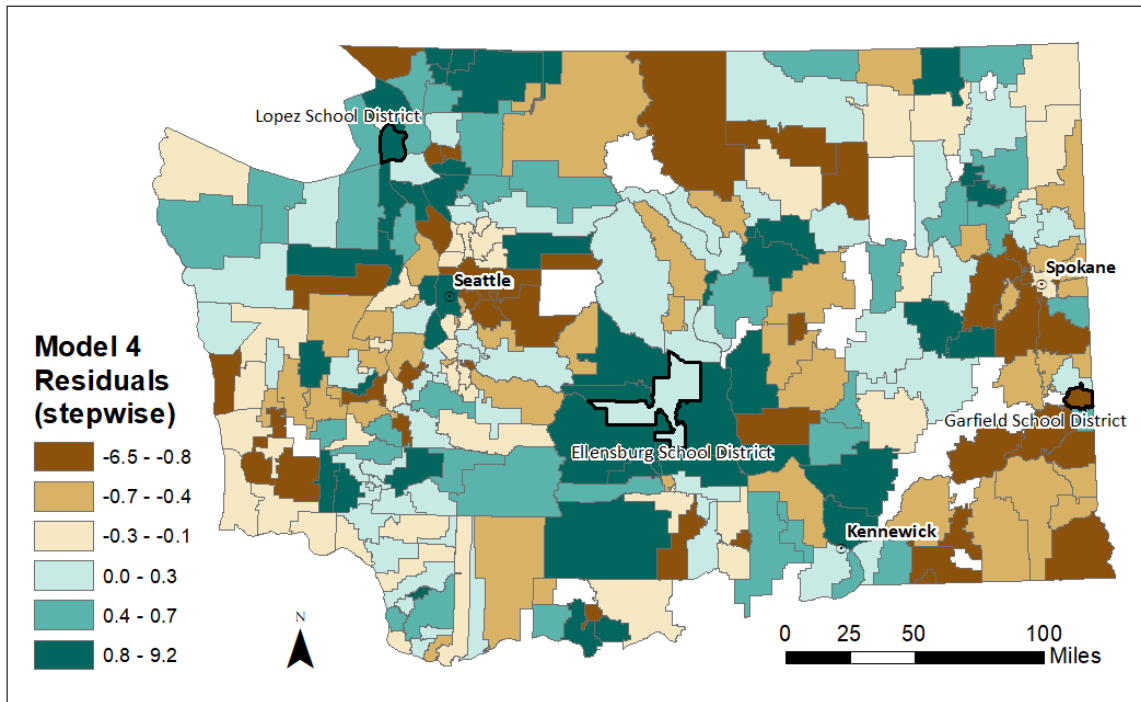 Lopez School District
Seattle
Spokane
Model 4
Residuals
(stepwise)
-6.5 - -0.8
-0.7 - -0.4
-0.3 - -0.1
0.0 - 0.3
0.4 - 0.7
0.8 - 9.2
Garfield School District
Ellensburg School District
Kennewick
N
0 25 50 100
Miles